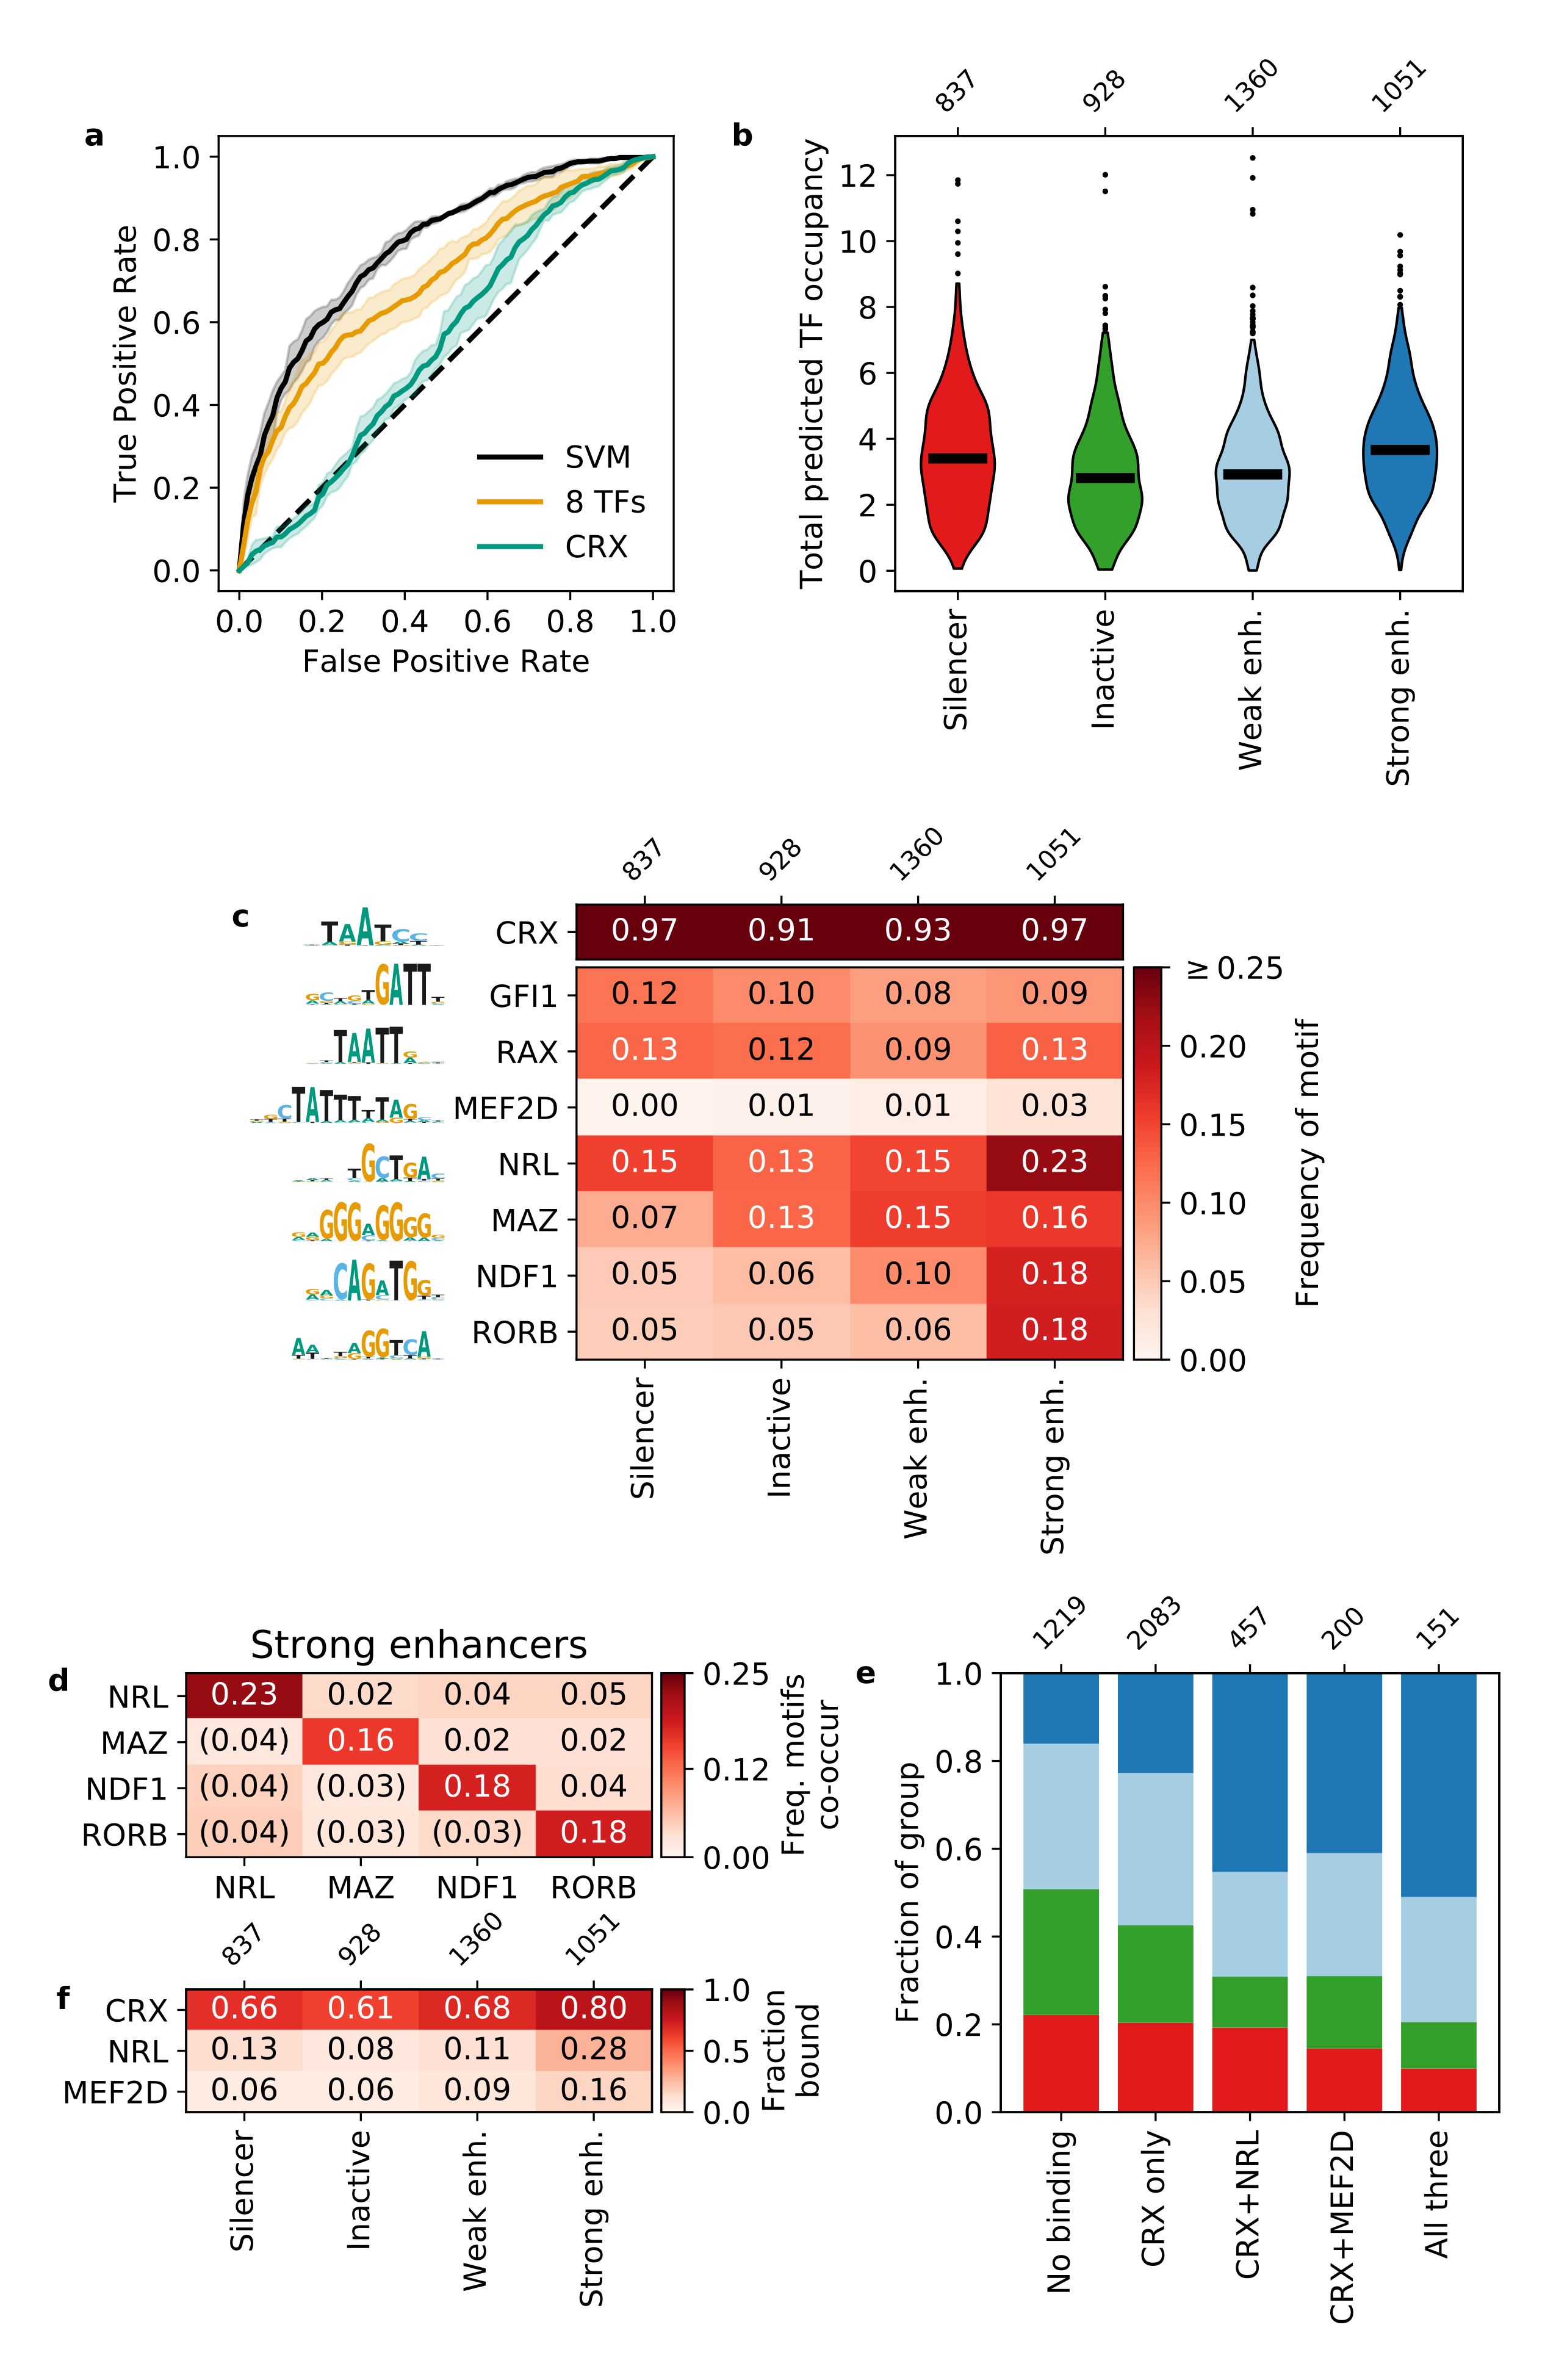 a
1.0
0.8
0.6
0.4
0.2
0.0
True Positive Rate
0.0 0.2 0.4 0.6 0.8 1.0
False Positive Rate
SVM
8 TFs
CRX
b
837 928 1360 1051
12
10
8
6
4
2
0
Total predicted TF occupancy
Silencer
Inactive
Weak enh.
Strong enh.
c
837 928 1360 1051
TAATCC CRX 0.97 0.91 0.93 0.97
GATT GFI1 0.12 0.10 0.08 0.09
TAATT RAX 0.13 0.12 0.09 0.13
CTATTTTTAG MEF2D 0.00 0.01 0.01 0.03
TGCTGA NRL 0.15 0.13 0.15 0.23
GGGAGGGG MAZ 0.07 0.13 0.15 0.16
CAGATGG NDF1 0.05 0.06 0.10 0.18
AGGTCA RORB 0.05 0.05 0.06 0.18
Silencer
Inactive
Weak enh.
Strong enh.
≥ 0.25
0.20
0.15
0.10
0.05
0.00
Frequency of motif
Strong enhancers
d
NRL 0.23 0.02 0.04 0.05
MAZ (0.04) 0.16 0.02 0.02
NDF1 (0.04) (0.03) 0.18 0.04
RORB (0.04) (0.03) (0.03) 0.18
NRL MAZ NDF1 RORB
0.25
0.12
0.00
Freq. motifs
co-occur
e
1219 2083 457 200 151
1.0
0.8
0.6
0.4
0.2
0.0
Fraction of group
No binding
CRX only
CRX+NRL
CRX+MEF2D
All three
f
837 928 1360 1051
CRX 0.66 0.61 0.68 0.80
NRL 0.13 0.08 0.11 0.28
MEF2D 0.06 0.06 0.09 0.16
Silencer
Inactive
Weak enh.
Strong enh.
1.0
0.5
0.0
Fraction
bound